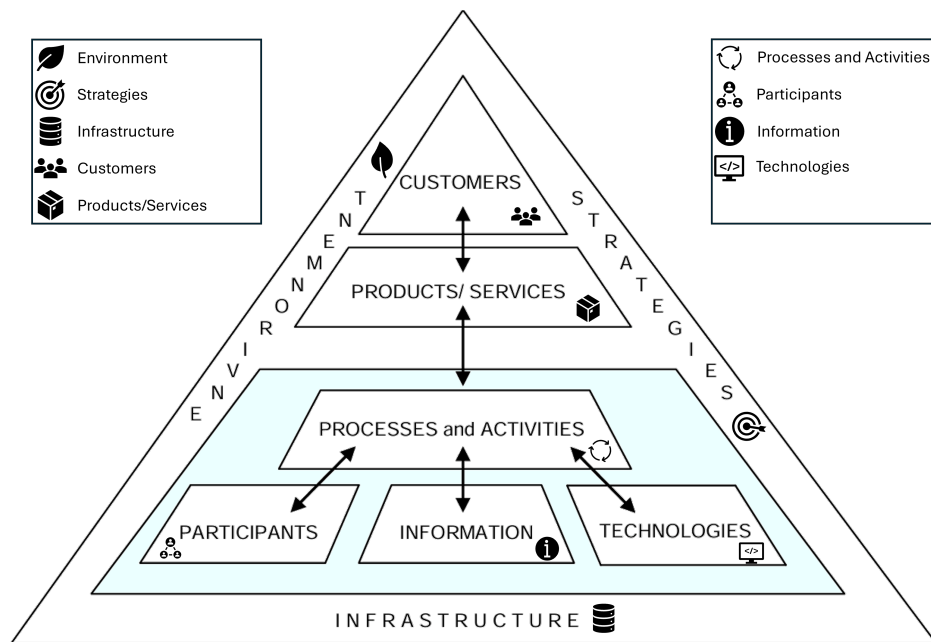 Environment
Strategies
Infrastructure
Customers
Products/Services
Processes and Activities
Participants
Information
Technologies
CUSTOMERS
PRODUCTS/ SERVICES
ENVIRONMENT
STRATEGIES
PROCESSES and ACTIVITIES
PARTICIPANTS
INFORMATION
TECHNOLOGIES
INFRASTRUCTURE